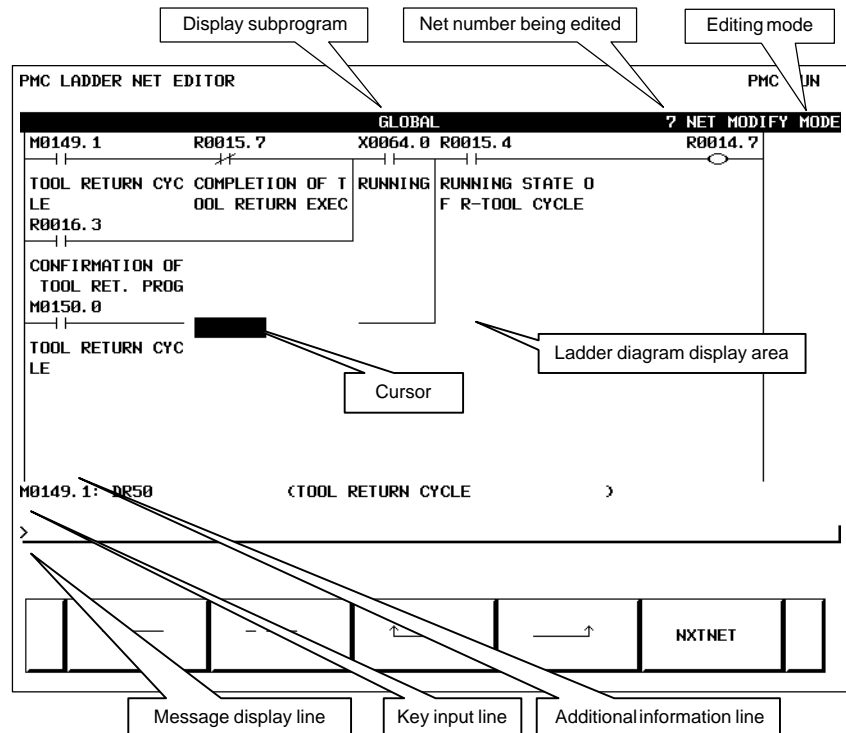 Display subprogram
Net number being edited
Editing mode
PMC LADDER NET EDITOR
PMC UN
GLOBAL
7 NET MODIFY MODE
M0149.1 R0015.7 X0064.0 R0015.4 R0014.7
TOOL RETURN CYC COMPLETION OF T RUNNING RUNNING STATE O
LE OOL RETURN EXEC F R-TOOL CYCLE
R0016.3
CONFIRMATION OF
TOOL RET. PROG
M0150.0
TOOL RETURN CYC
LE
Ladder diagram display area
Cursor
M0149.1: DR50 (TOOL RETURN CYCLE )
>
NXTNET
Message display line
Key input line
Additional information line